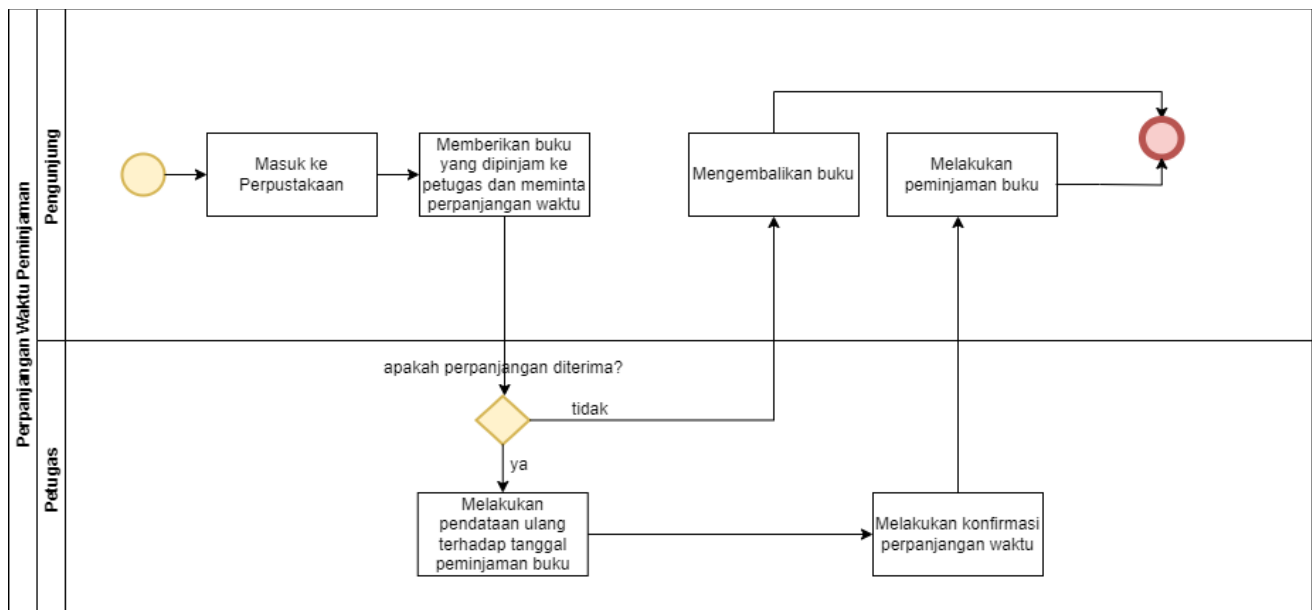 Perpanjangan Waktu Peminjaman
Pengunjung
Masuk ke
Perpustakaan
Memberikan buku
yang dipinjam ke
petugas dan meminta
perpanjangan waktu
Mengembalikan buku
Melakukan
peminjaman buku
Petugas
apakah perpanjangan diterima?
tidak
ya
Melakukan
pendataan ulang
terhadap tanggal
peminjaman buku
Melakukan konfirmasi
perpanjangan waktu